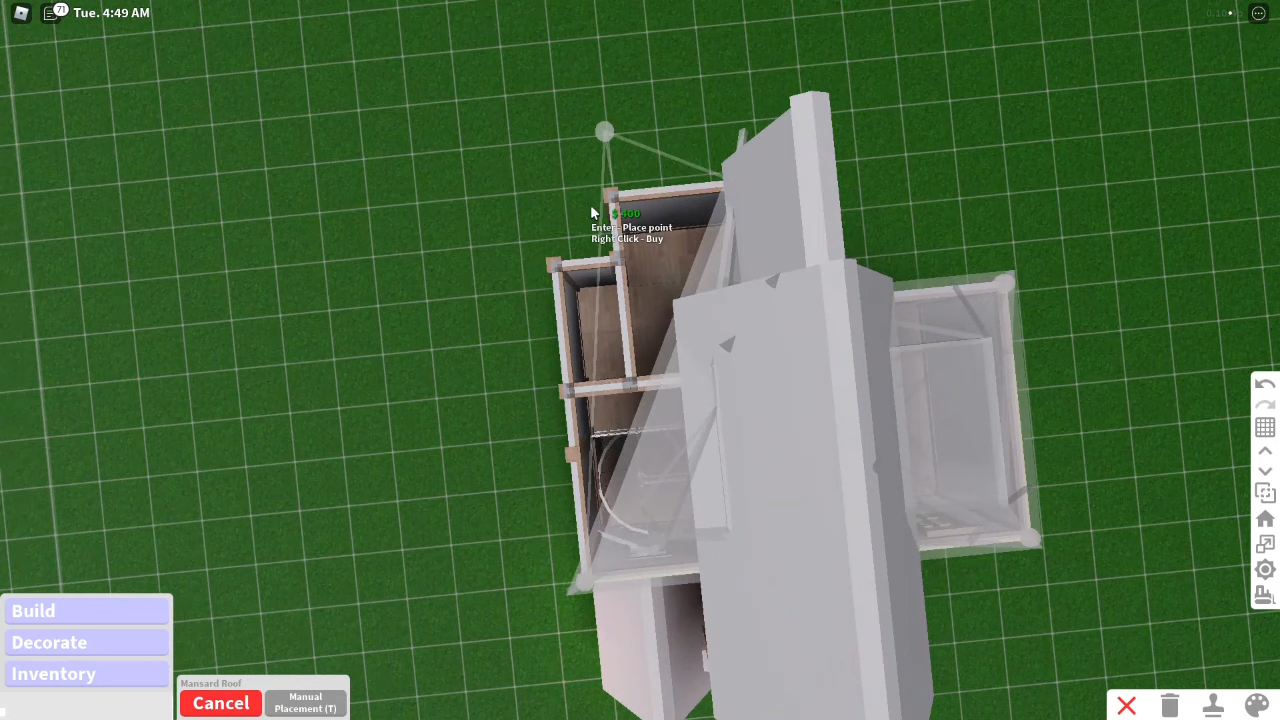 71
Tue. 4:49 AM
$ 400
Enter - Place point
Right Click - Buy
Build
Decorate
Inventory
Mansard Roof
Cancel
Manual
Placement (T)